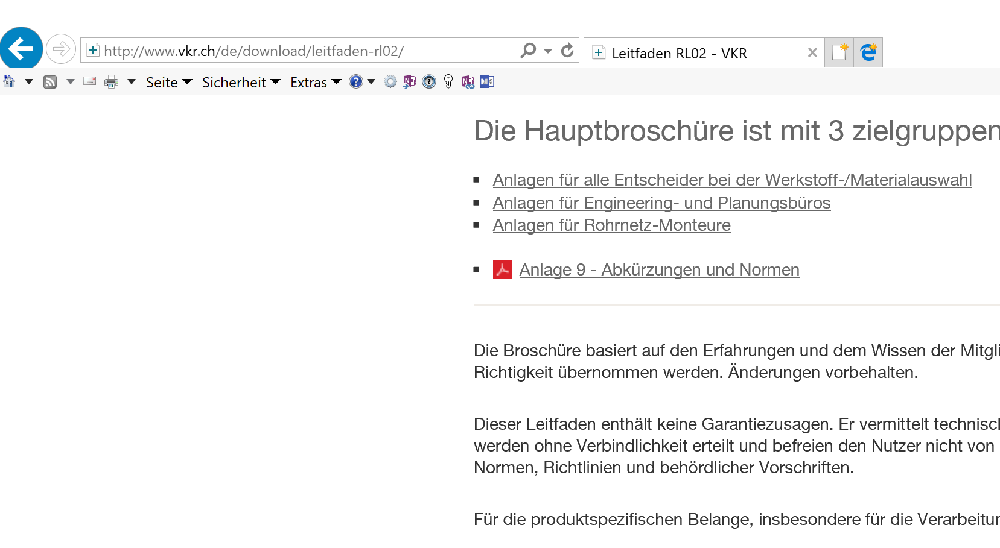 http://www.vkr.ch/de/download/leitfaden-rl02/
Leitfaden RL02 - VKR
Seite Sicherheit Extras
Die Hauptbroschüre ist mit 3 zielgruppen
Anlagen für alle Entscheider bei der Werkstoff-/Materialauswahl
Anlagen für Engineering- und Planungsbüros
Anlagen für Rohrnetz-Monteure
Anlage 9 - Abkürzungen und Normen
Die Broschüre basiert auf den Erfahrungen und dem Wissen der Mitgli
Richtigkeit übernommen werden. Änderungen vorbehalten.
Dieser Leitfaden enthält keine Garantiezusagen. Er vermittelt technisch
werden ohne Verbindlichkeit erteilt und befreien den Nutzer nicht von
Normen, Richtlinien und behördlicher Vorschriften.
Für die produktspezifischen Belange, insbesondere für die Verarbeitun